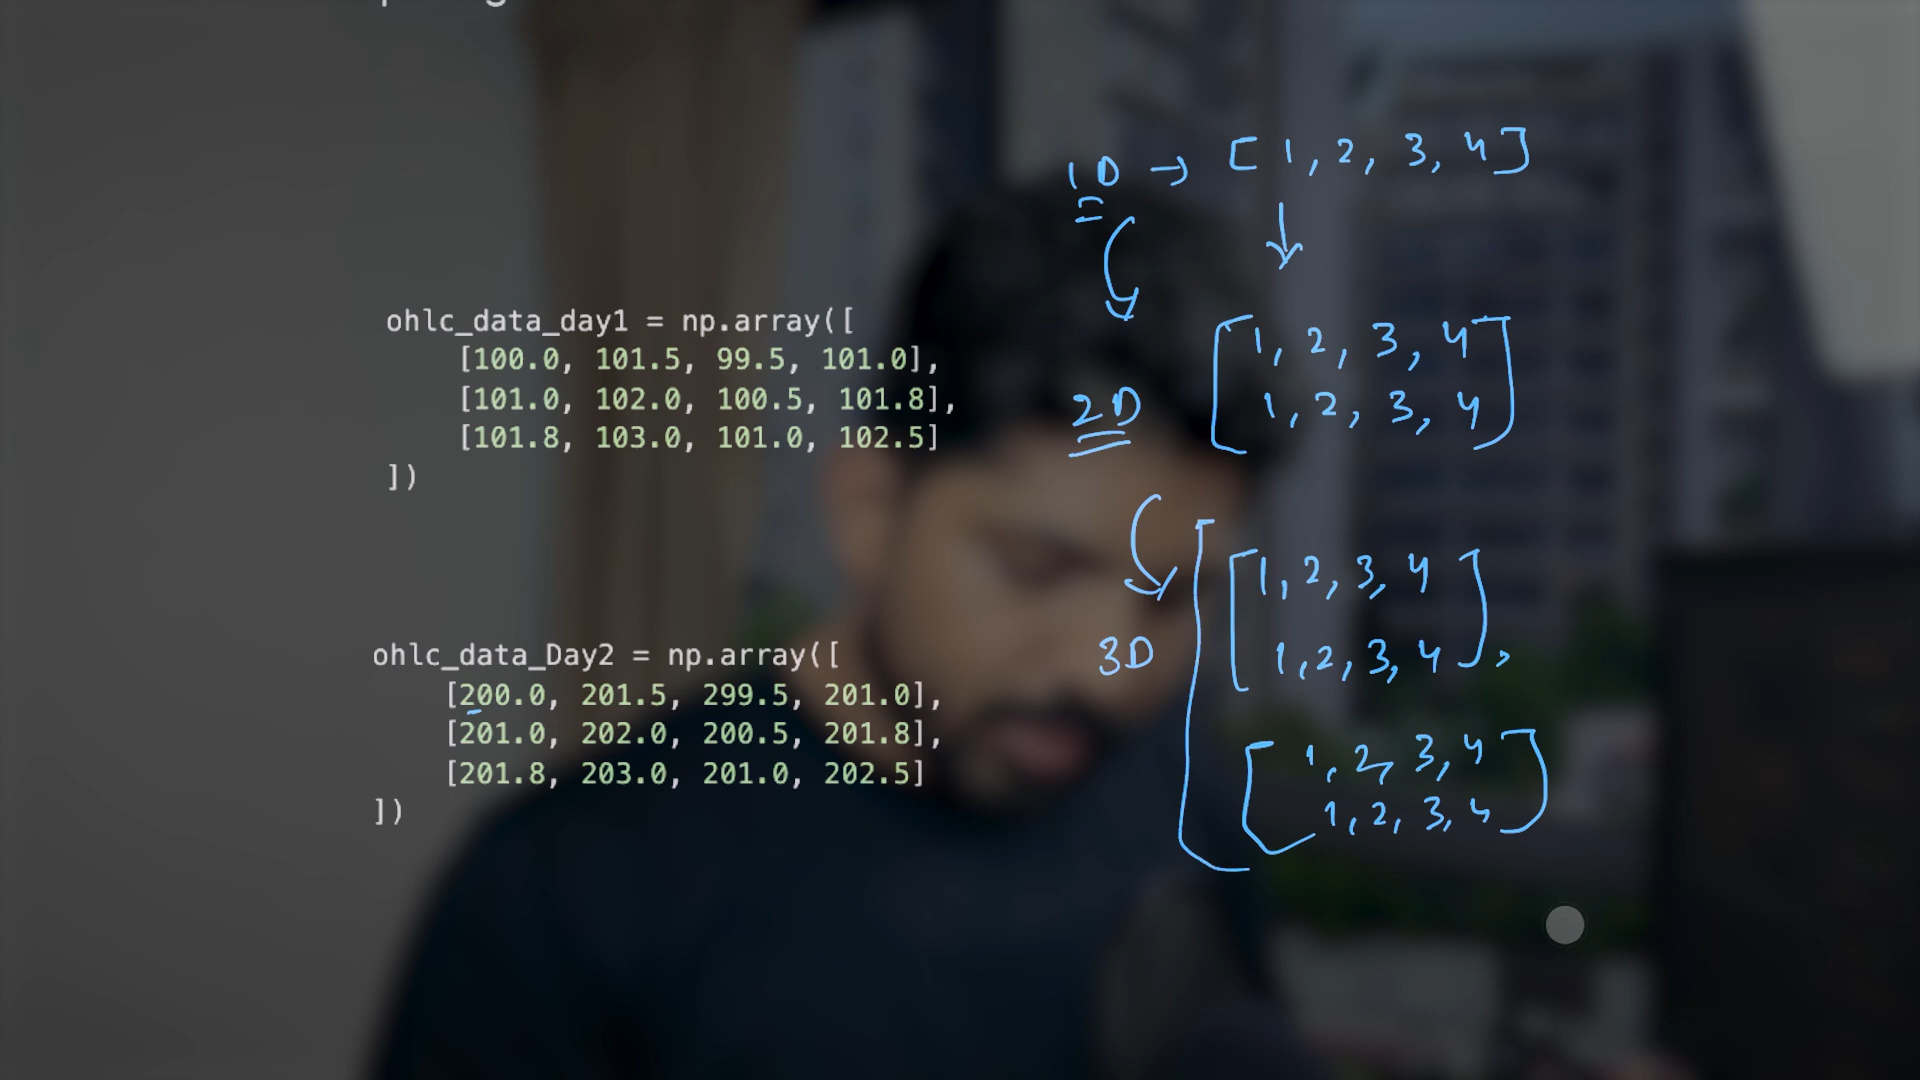 ohlc_data_day1 = np.array([
[100.0, 101.5, 99.5, 101.0],
[101.0, 102.0, 100.5, 101.8],
[101.8, 103.0, 101.0, 102.5]
])
ohlc_data_Day2 = np.array([
[200.0, 201.5, 299.5, 201.0],
[201.0, 202.0, 200.5, 201.8],
[201.8, 203.0, 201.0, 202.5]
])
1D → [1, 2, 3, 4]
2D
[1, 2, 3, 4
1, 2, 3, 4]
3D
[[1, 2, 3, 4
1, 2, 3, 4],
[1, 2, 3, 4
1, 2, 3, 4]